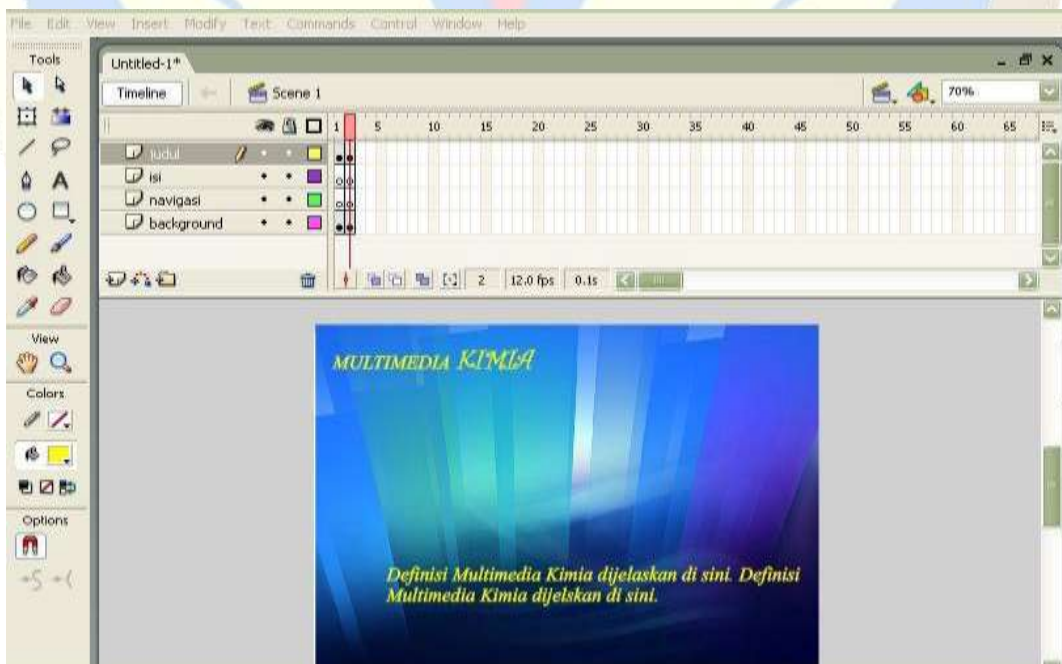 File Edit View Insert Modify Text Commands Control Window Help
Tools
Untitled-1*
Timeline
Scene 1
70%
1 5 10 15 20 25 30 35 40 45 50 55 60 65
judul
isi
navigasi
background
2 12.0 fps 0.1s
View
Colors
Options
MULTIMEDIA KIMIA
Definisi Multimedia Kimia dijelaskan di sini. Definisi
Multimedia Kimia dijelskan di sini.